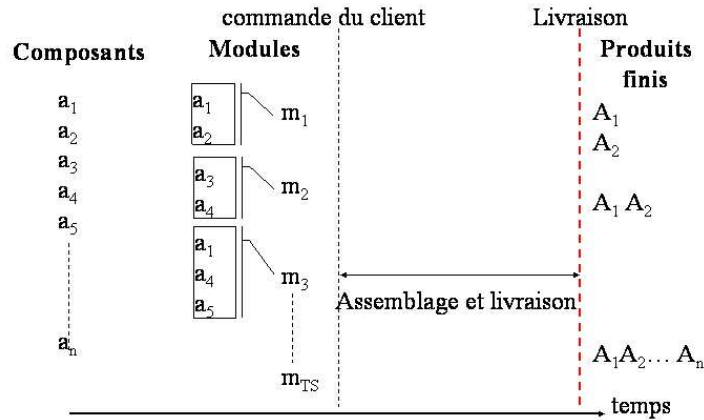 commande du client
Livraison
Composants
Modules
Produits
finis
a1
a2
a3
a4
a5
an
a1
a2
m1
a3
a4
m2
a1
a4
a5
m3
mTS
Assemblage et livraison
A1
A2
A1 A2
A1A2… An
temps